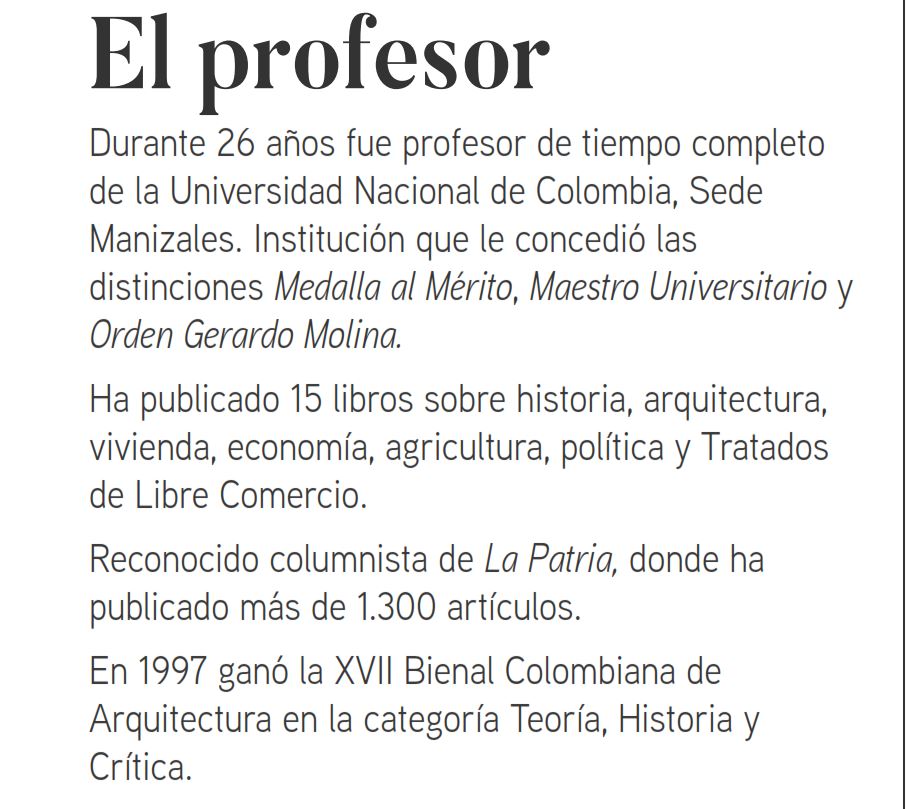 El profesor
Durante 26 años fue profesor de tiempo completo
de la Universidad Nacional de Colombia, Sede
Manizales. Institución que le concedió las
distinciones Medalla al Mérito, Maestro Universitario y
Orden Gerardo Molina.
Ha publicado 15 libros sobre historia, arquitectura,
vivienda, economía, agricultura, política y Tratados
de Libre Comercio.
Reconocido columnista de La Patria, donde ha
publicado más de 1.300 artículos.
En 1997 ganó la XVII Bienal Colombiana de
Arquitectura en la categoría Teoría, Historia y
Crítica.